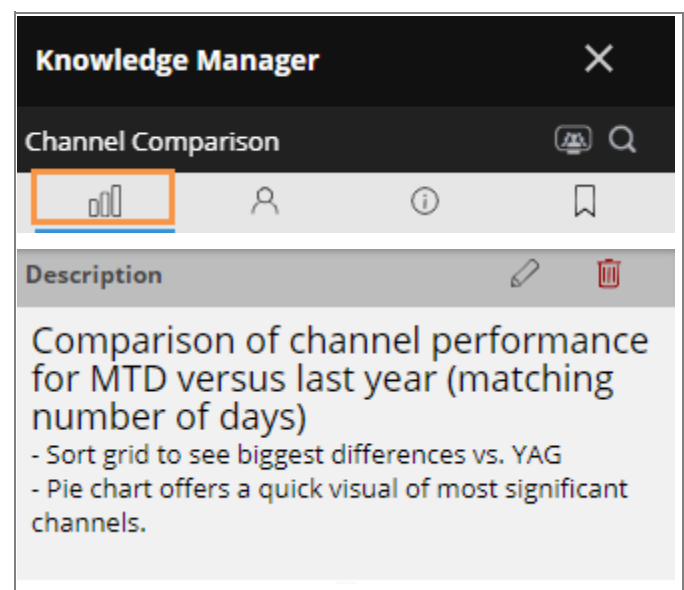 Knowledge Manager
Channel Comparison
Description
Comparison of channel performance
for MTD versus last year (matching
number of days)
- Sort grid to see biggest differences vs. YAG
- Pie chart offers a quick visual of most significant
channels.